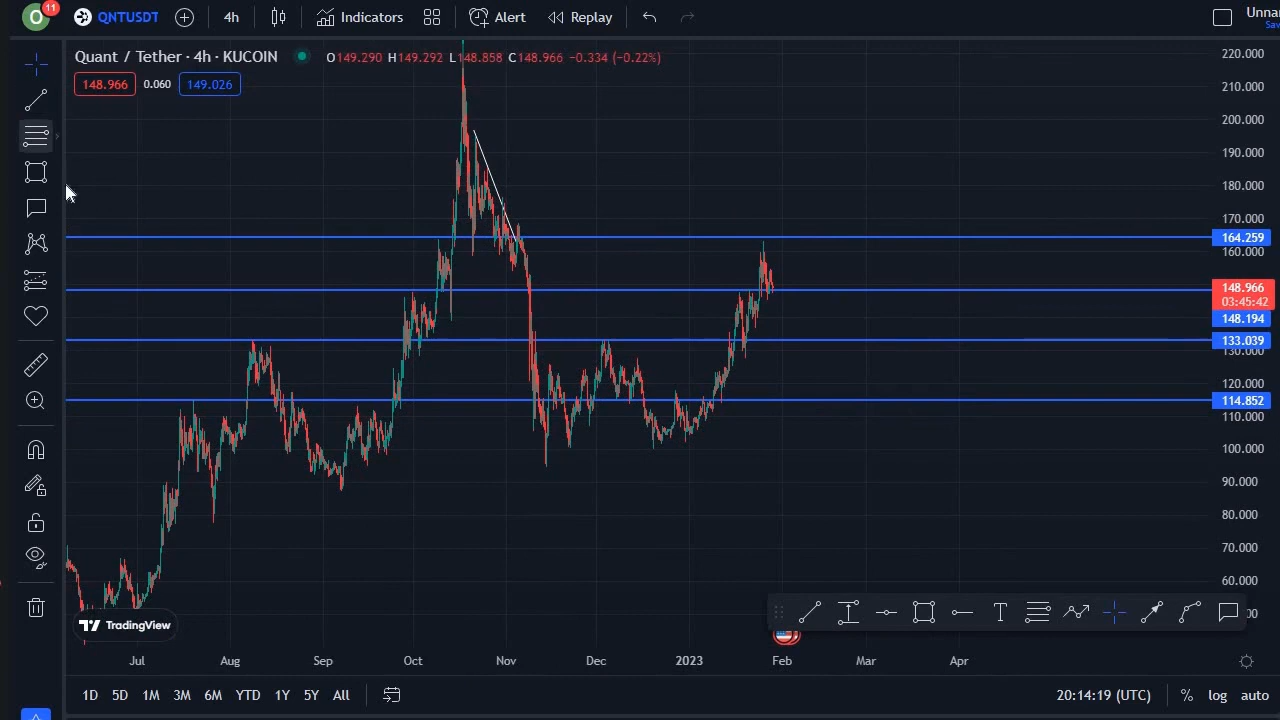 O 11 QNTUSDT 4h Indicators Alert Replay Unnan
Sav
Quant / Tether · 4h · KUCOIN O149.290 H149.292 L148.858 C148.966 −0.334 (−0.22%)
148.966 0.060 149.026
220.000
210.000
200.000
190.000
180.000
170.000
164.259
160.000
148.966
03:45:42
148.194
133.039
130.000
120.000
114.852
110.000
100.000
90.000
80.000
70.000
60.000
TradingView
T
Jul Aug Sep Oct Nov Dec 2023 Feb Mar Apr
1D 5D 1M 3M 6M YTD 1Y 5Y All 20:14:19 (UTC) % log auto